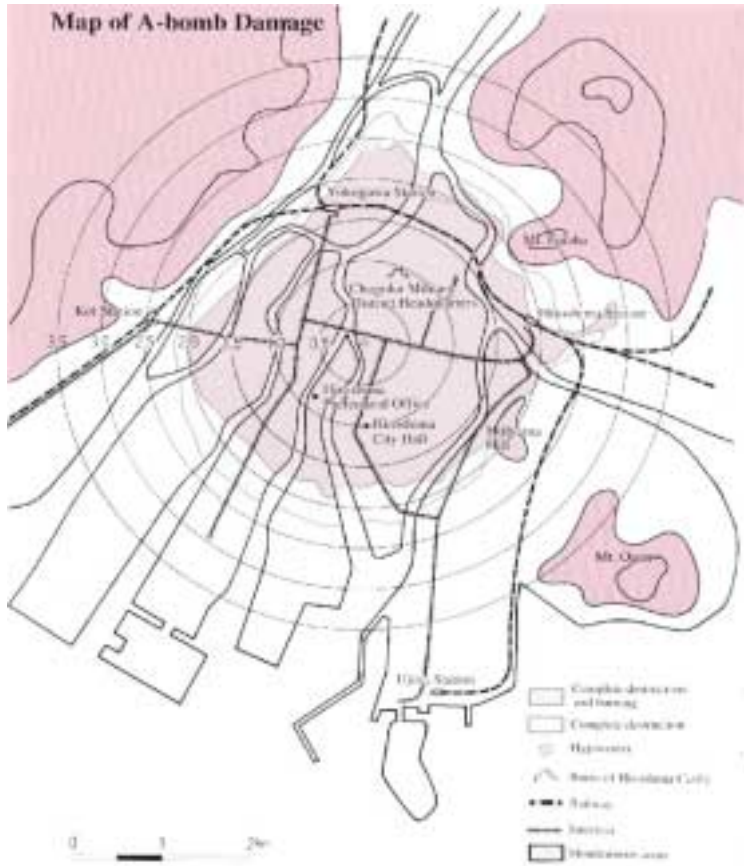 Map of A-bomb Damage
Yokogawa Station
Mt. Futaba
Chugoku Military
District Headquarters
Hiroshima Station
Koi Station
3.5 3.0 2.5 2.0 1.5 1.0 0.5
Hiroshima
Prefectural Office
Hiroshima
City Hall
Hijiyama
Hill
Mt. Ogon
Ujina Station
Complete destruction
and burning
Complete destruction
Hypocenter
Ruins of Hiroshima Castle
Railway
Mountainous areas
0 1 2km